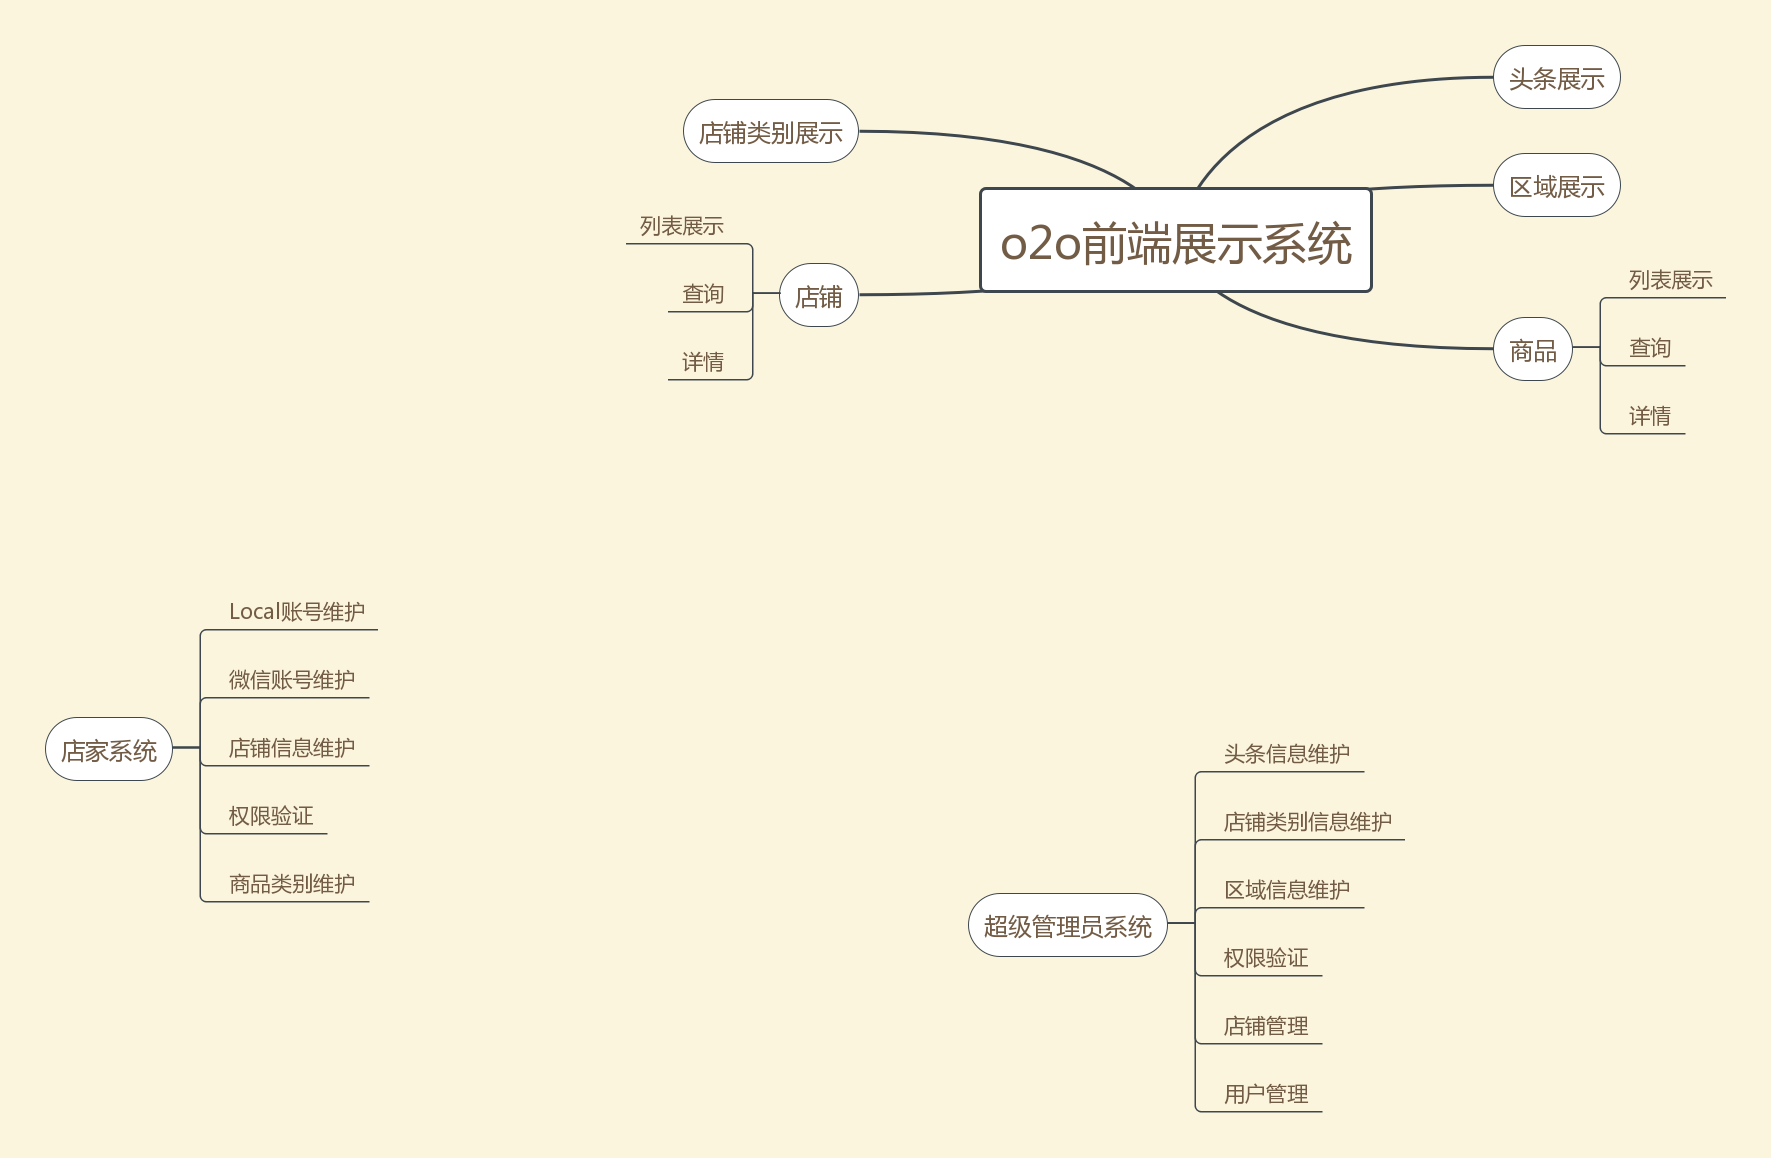 头条展示
店铺类别展示
区域展示
o2o前端展示系统
列表展示
查询
详情
店铺
商品
列表展示
查询
详情
店家系统
Local账号维护
微信账号维护
店铺信息维护
权限验证
商品类别维护
超级管理员系统
头条信息维护
店铺类别信息维护
区域信息维护
权限验证
店铺管理
用户管理